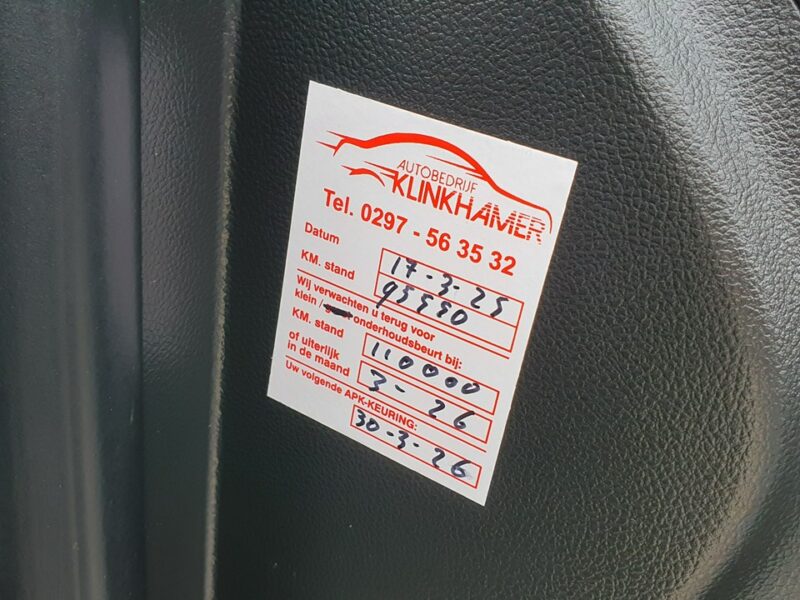 AUTOBEDRIJF
KLINKHAMER
Tel. 0297 - 56 35 32
Datum 17-3-25
KM. stand 95550
Wij verwachten u terug voor
klein / onderhoudsbeurt bij:
KM. stand 110000
of uiterlijk
in de maand 3-26
Uw volgende APK-KEURING:
30-3-26